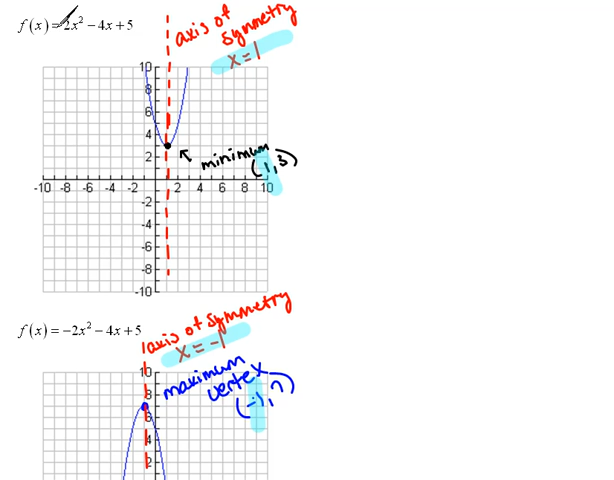 f(x) = 2x² − 4x + 5
axis of
symmetry
x = 1
10
8
6
4
2
minimum
(1, 3)
-10 -8 -6 -4 -2 2 4 6 8 10
-2
-4
-6
-8
-10
f(x) = −2x² − 4x + 5
axis of symmetry
x = -1
maximum
vertex
(-1, 7)
10
8
6
4
2